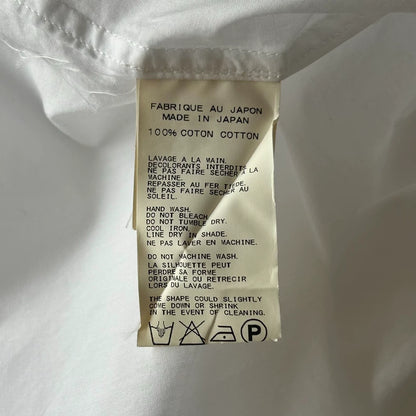 FABRIQUE AU JAPON
MADE IN JAPAN
100% COTON COTTON
LAVAGE A LA MAIN.
DECOLORANTS INTERDITS
NE PAS FAIRE SECHER A LA
MACHINE.
REPASSER AU FER TIEDE.
NE PAS FAIRE SECHER AU
SOLEIL.
HAND WASH.
DO NOT BLEACH.
DO NOT TUMBLE DRY.
COOL IRON.
LINE DRY IN SHADE.
NE PAS LAVER EN MACHINE.
DO NOT MACHINE WASH.
LA SILHOUETTE PEUT
PERDRE SA FORME
ORIGINALE OU RETRECIR
LORS DU LAVAGE.
THE SHAPE COULD SLIGHTLY
COME DOWN OR SHRINK
IN THE EVENT OF CLEANING.
P